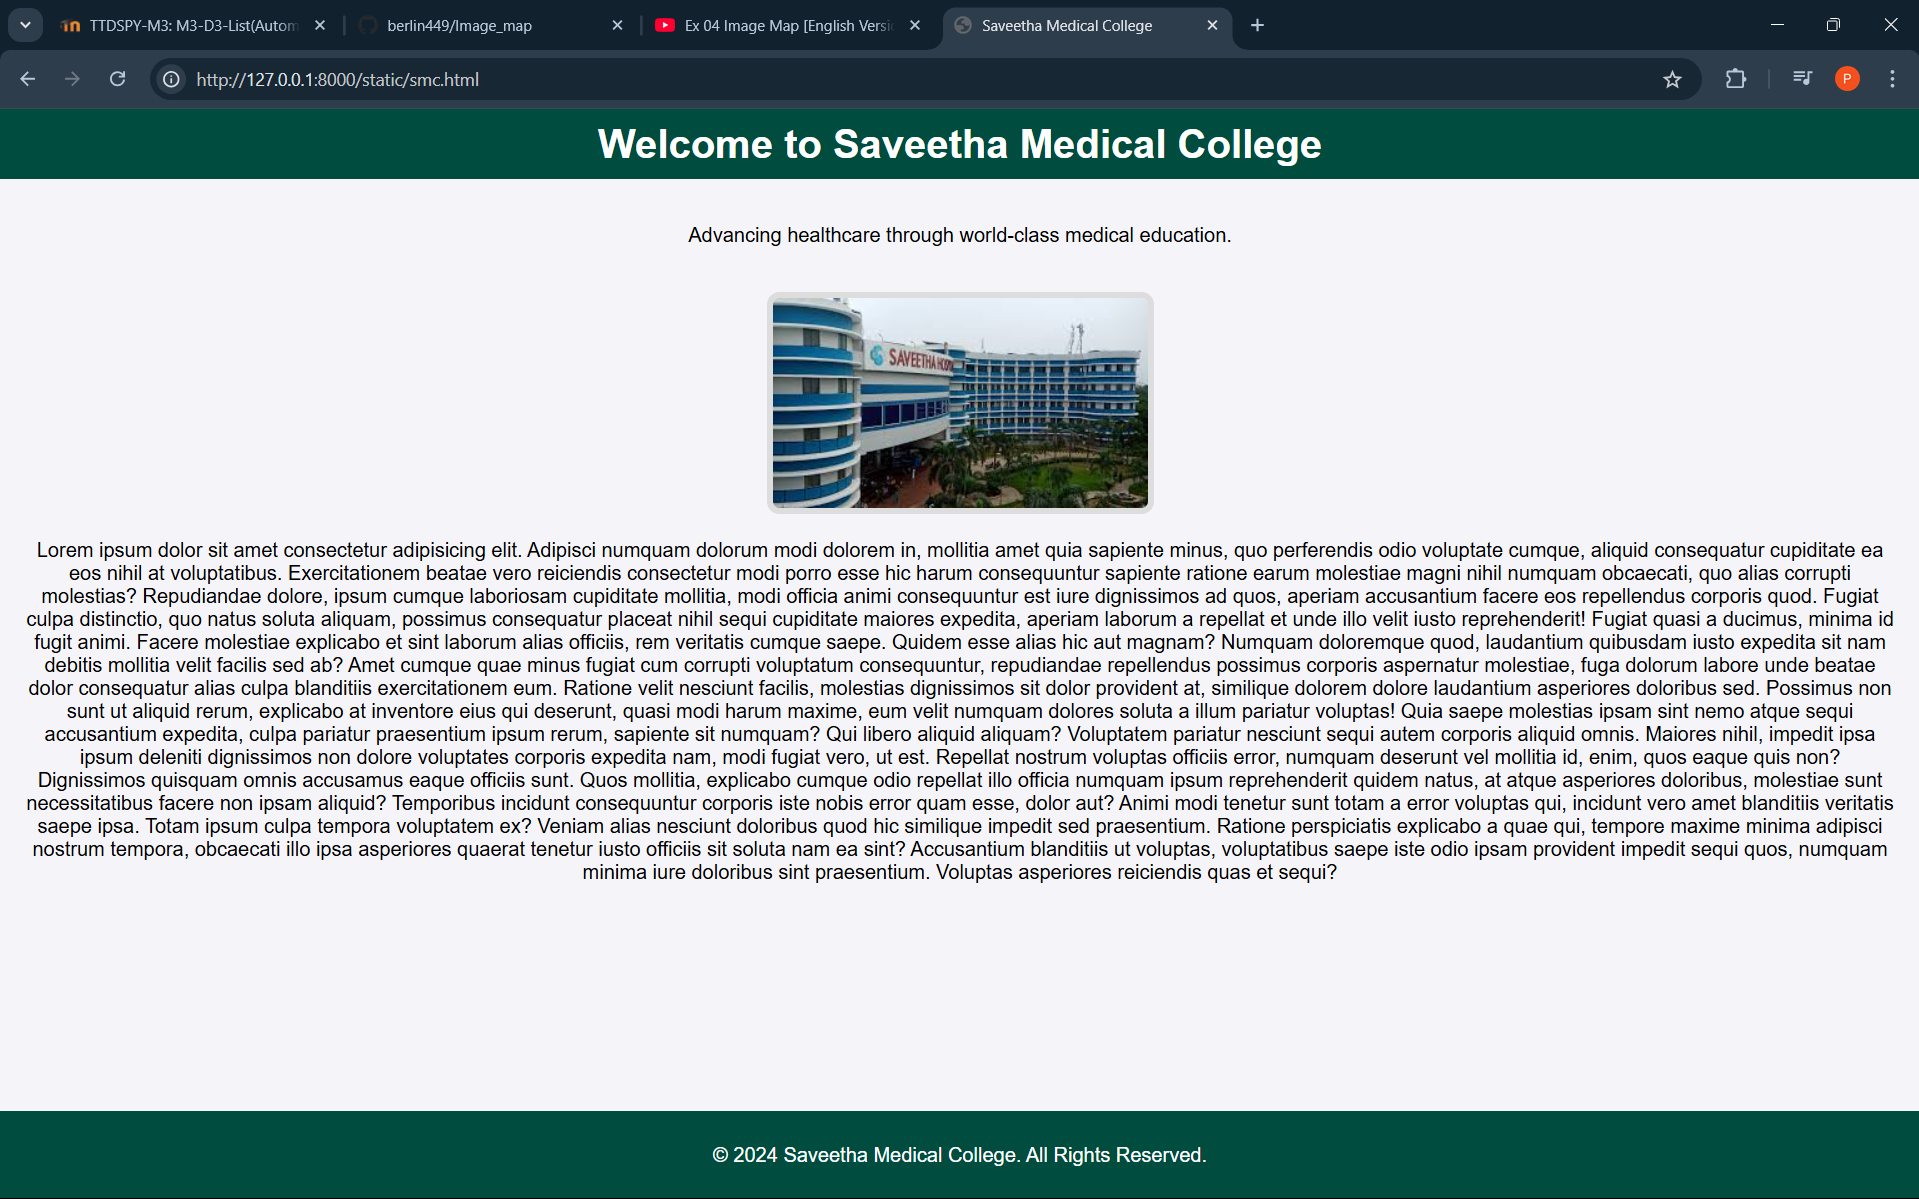 TTDSPY-M3: M3-D3-List(Autom
berlin449/Image_map
Ex 04 Image Map [English Versi
Saveetha Medical College
http://127.0.0.1:8000/static/smc.html
P
Welcome to Saveetha Medical College
Advancing healthcare through world-class medical education.
SAVEETHA HOSPI
Lorem ipsum dolor sit amet consectetur adipisicing elit. Adipisci numquam dolorum modi dolorem in, mollitia amet quia sapiente minus, quo perferendis odio voluptate cumque, aliquid consequatur cupiditate ea
eos nihil at voluptatibus. Exercitationem beatae vero reiciendis consectetur modi porro esse hic harum consequuntur sapiente ratione earum molestiae magni nihil numquam obcaecati, quo alias corrupti
molestias? Repudiandae dolore, ipsum cumque laboriosam cupiditate mollitia, modi officia animi consequuntur est iure dignissimos ad quos, aperiam accusantium facere eos repellendus corporis quod. Fugiat
culpa distinctio, quo natus soluta aliquam, possimus consequatur placeat nihil sequi cupiditate maiores expedita, aperiam laborum a repellat et unde illo velit iusto reprehenderit! Fugiat quasi a ducimus, minima id
fugit animi. Facere molestiae explicabo et sint laborum alias officiis, rem veritatis cumque saepe. Quidem esse alias hic aut magnam? Numquam doloremque quod, laudantium quibusdam iusto expedita sit nam
debitis mollitia velit facilis sed ab? Amet cumque quae minus fugiat cum corrupti voluptatum consequuntur, repudiandae repellendus possimus corporis aspernatur molestiae, fuga dolorum labore unde beatae
dolor consequatur alias culpa blanditiis exercitationem eum. Ratione velit nesciunt facilis, molestias dignissimos sit dolor provident at, similique dolorem dolore laudantium asperiores doloribus sed. Possimus non
sunt ut aliquid rerum, explicabo at inventore eius qui deserunt, quasi modi harum maxime, eum velit numquam dolores soluta a illum pariatur voluptas! Quia saepe molestias ipsam sint nemo atque sequi
accusantium expedita, culpa pariatur praesentium ipsum rerum, sapiente sit numquam? Qui libero aliquid aliquam? Voluptatem pariatur nesciunt sequi autem corporis aliquid omnis. Maiores nihil, impedit ipsa
ipsum deleniti dignissimos non dolore voluptates corporis expedita nam, modi fugiat vero, ut est. Repellat nostrum voluptas officiis error, numquam deserunt vel mollitia id, enim, quos eaque quis non?
Dignissimos quisquam omnis accusamus eaque officiis sunt. Quos mollitia, explicabo cumque odio repellat illo officia numquam ipsum reprehenderit quidem natus, at atque asperiores doloribus, molestiae sunt
necessitatibus facere non ipsam aliquid? Temporibus incidunt consequuntur corporis iste nobis error quam esse, dolor aut? Animi modi tenetur sunt totam a error voluptas qui, incidunt vero amet blanditiis veritatis
saepe ipsa. Totam ipsum culpa tempora voluptatem ex? Veniam alias nesciunt doloribus quod hic similique impedit sed praesentium. Ratione perspiciatis explicabo a quae qui, tempore maxime minima adipisci
nostrum tempora, obcaecati illo ipsa asperiores quaerat tenetur iusto officiis sit soluta nam ea sint? Accusantium blanditiis ut voluptas, voluptatibus saepe iste odio ipsam provident impedit sequi quos, numquam
minima iure doloribus sint praesentium. Voluptas asperiores reiciendis quas et sequi?
© 2024 Saveetha Medical College. All Rights Reserved.